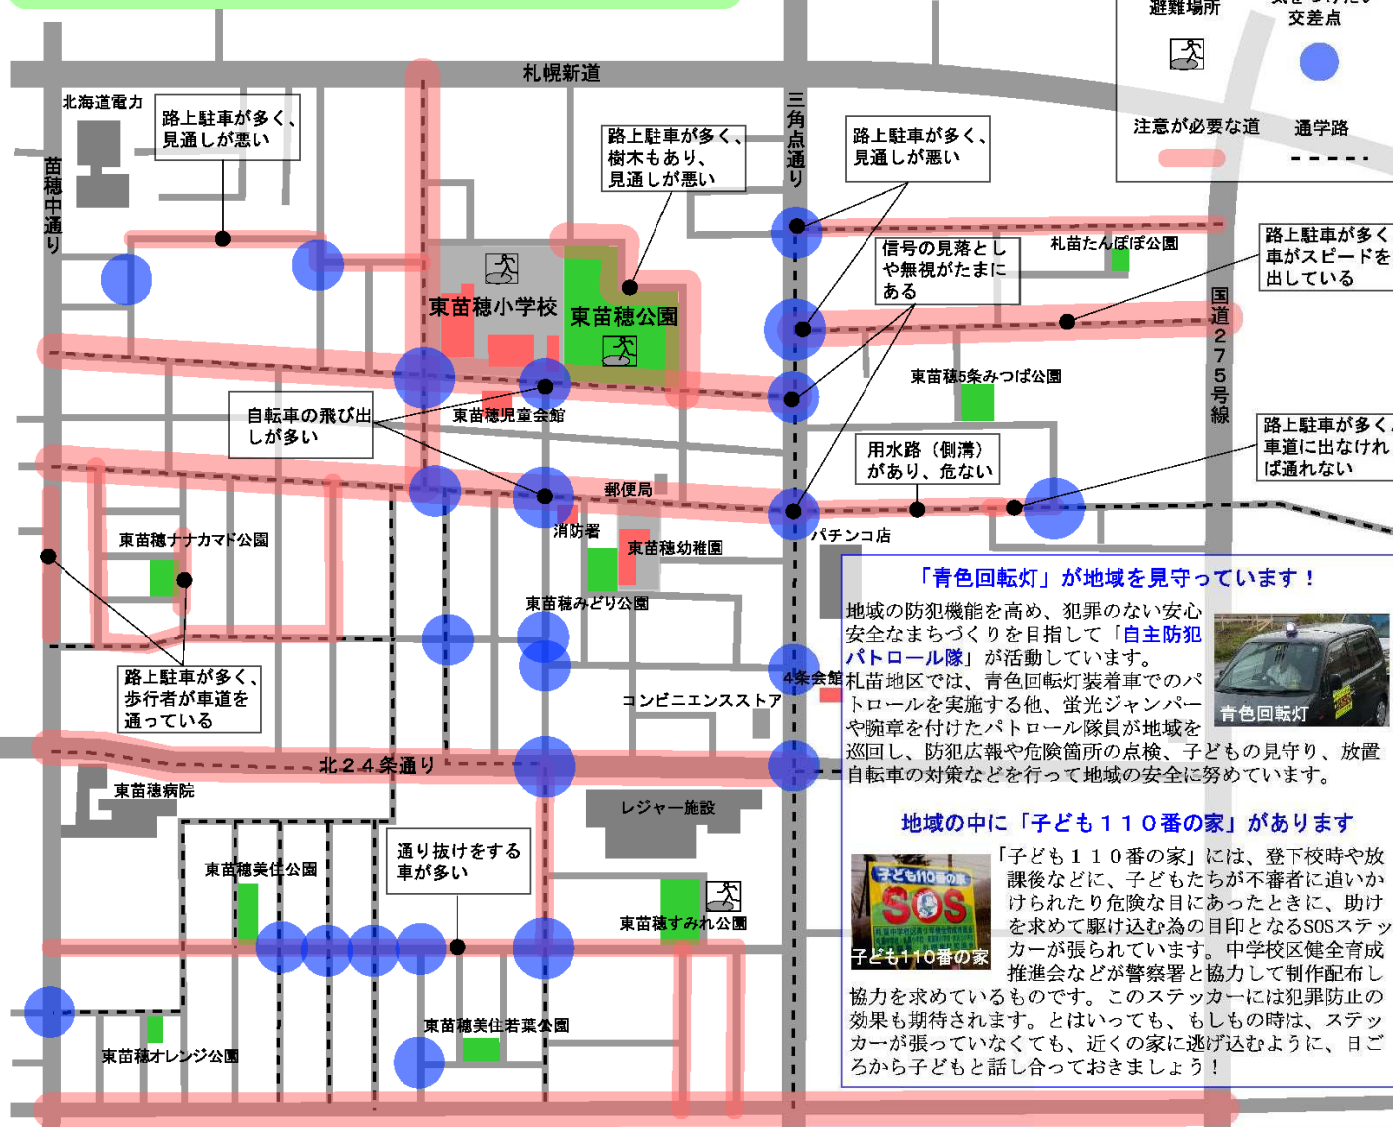 避難場所
交差点
注意が必要な道
通学路
札幌新道
北海道電力
苗穂中通り
三角点通り
国道275号線
路上駐車が多く、
見通しが悪い
路上駐車が多く、
樹木もあり、
見通しが悪い
路上駐車が多く、
見通しが悪い
信号の見落とし
や無視がたまに
ある
札苗たんぽぽ公園
路上駐車が多く
車がスピードを
出している
東苗穂小学校
東苗穂公園
東苗穂5条みつば公園
自転車の飛び出
しが多い
東苗穂児童会館
用水路（側溝）
があり、危ない
路上駐車が多く、
車道に出なけれ
ば通れない
郵便局
消防署
東苗穂幼稚園
パチンコ店
東苗穂ナナカマド公園
東苗穂みどり公園
路上駐車が多く、
歩行者が車道を
通っている
4条会館
コンビニエンスストア
北24条通り
東苗穂病院
レジャー施設
東苗穂美住公園
通り抜けをする
車が多い
東苗穂すみれ公園
東苗穂美住若葉公園
東苗穂オレンジ公園
「青色回転灯」が地域を見守っています！
地域の防犯機能を高め、犯罪のない安心
安全なまちづくりを目指して「自主防犯
パトロール隊」が活動しています。
札苗地区では、青色回転灯装着車でのパ
トロールを実施する他、蛍光ジャンパー
や腕章を付けたパトロール隊員が地域を
巡回し、防犯広報や危険箇所の点検、子どもの見守り、放置
自転車の対策などを行って地域の安全に努めています。
青色回転灯
地域の中に「子ども１１０番の家」があります
「子ども１１０番の家」には、登下校時や放
課後などに、子どもたちが不審者に追いか
けられたり危険な目にあったときに、助け
を求めて駆け込む為の目印となるSOSステッ
カーが張られています。中学校区健全育成
推進会などが警察署と協力して制作配布し
協力を求めているものです。このステッカーには犯罪防止の
効果も期待されます。とはいっても、もしもの時は、ステッ
カーが張っていなくても、近くの家に逃げ込むように、日ご
ろから子どもと話し合っておきましょう！
子ども110番の家
SOS
子ども110番の家